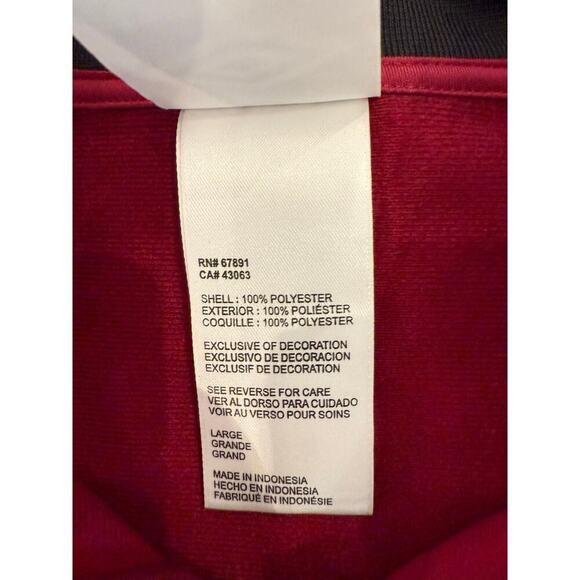 RN# 67891
CA# 43063
SHELL : 100% POLYESTER
EXTERIOR : 100% POLIÉSTER
COQUILLE : 100% POLYESTER
EXCLUSIVE OF DECORATION
EXCLUSIVO DE DECORACION
EXCLUSIF DE DECORATION
SEE REVERSE FOR CARE
VER AL DORSO PARA CUIDADO
VOIR AU VERSO POUR SOINS
LARGE
GRANDE
GRAND
MADE IN INDONESIA
HECHO EN INDONESIA
FABRIQUÉ EN INDONÉSIE